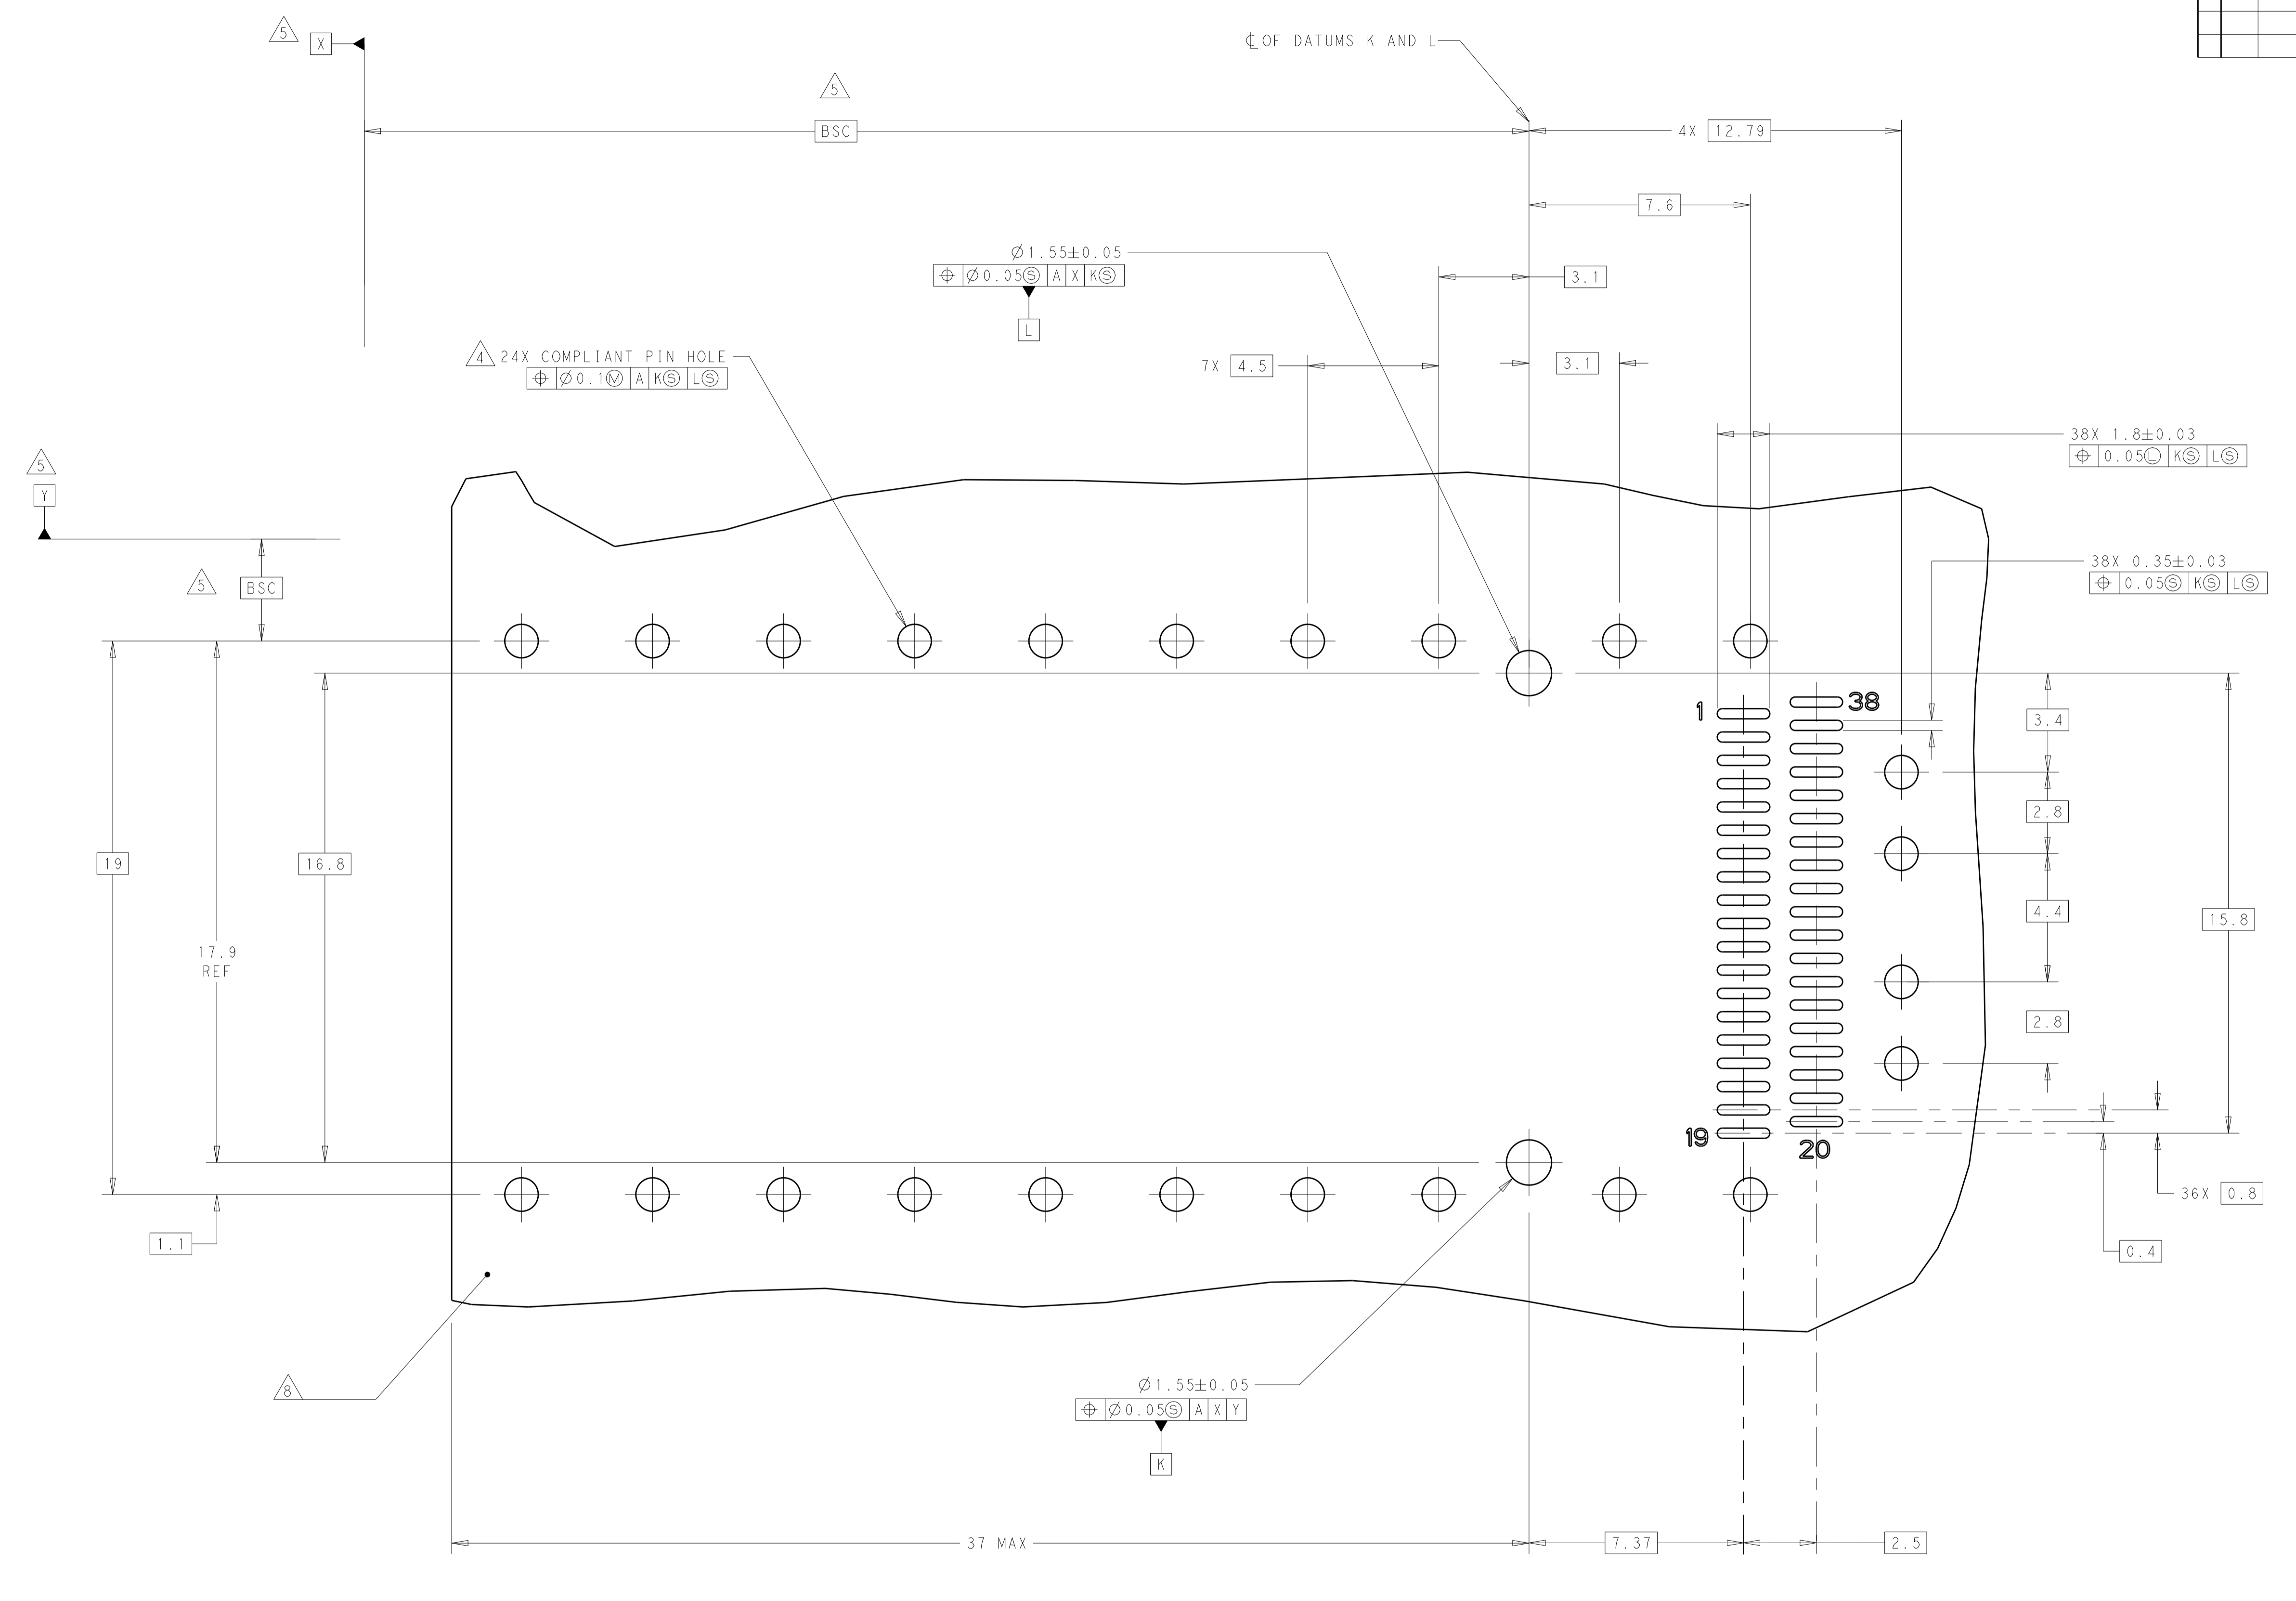 5
X
℄ OF DATUMS K AND L
5
BSC
4X 12.79
7.6
Ø1.55±0.05
⌖ Ø0.05Ⓢ A X KⓈ
3.1
L
4 24X COMPLIANT PIN HOLE
⌖ Ø0.1Ⓜ A KⓈ LⓈ
7X 4.5
3.1
38X 1.8±0.03
⌖ 0.05Ⓛ KⓈ LⓈ
5
Y
38X 0.35±0.03
⌖ 0.05Ⓢ KⓈ LⓈ
5
BSC
1
38
3.4
2.8
19
16.8
4.4
15.8
17.9
REF
2.8
19
20
36X 0.8
1.1
0.4
8
Ø1.55±0.05
⌖ Ø0.05Ⓢ A X Y
K
37 MAX
7.37
2.5